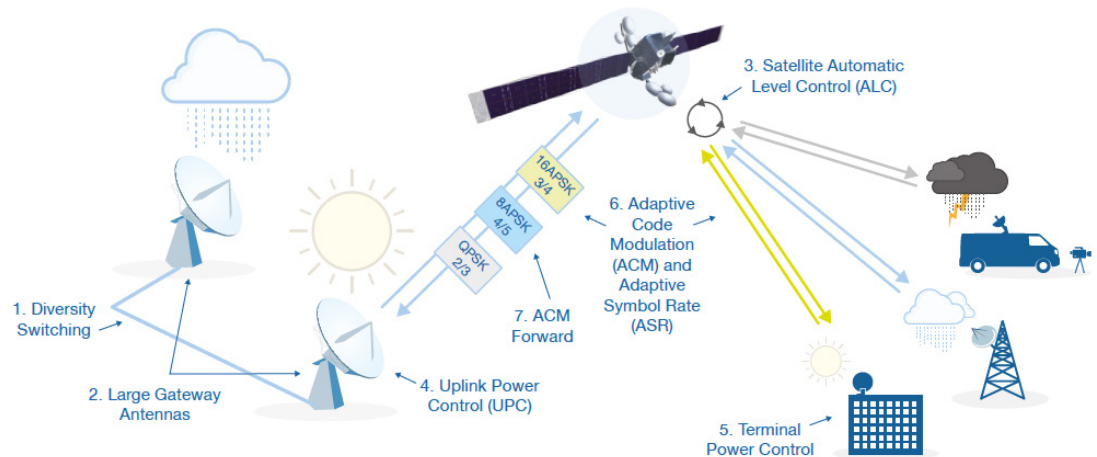 3. Satellite Automatic
Level Control (ALC)
16APSK
3/4
8APSK
4/5
QPSK
2/3
6. Adaptive
Code
Modulation
(ACM) and
Adaptive
Symbol Rate
(ASR)
1. Diversity
Switching
7. ACM
Forward
2. Large Gateway
Antennas
4. Uplink Power
Control (UPC)
5. Terminal
Power Control